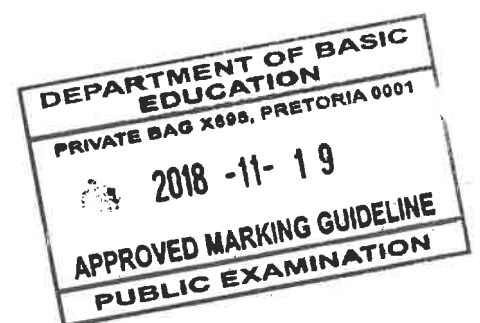 DEPARTMENT OF BASIC
EDUCATION
PRIVATE BAG X895, PRETORIA 0001
2018 -11- 19
APPROVED MARKING GUIDELINE
PUBLIC EXAMINATION